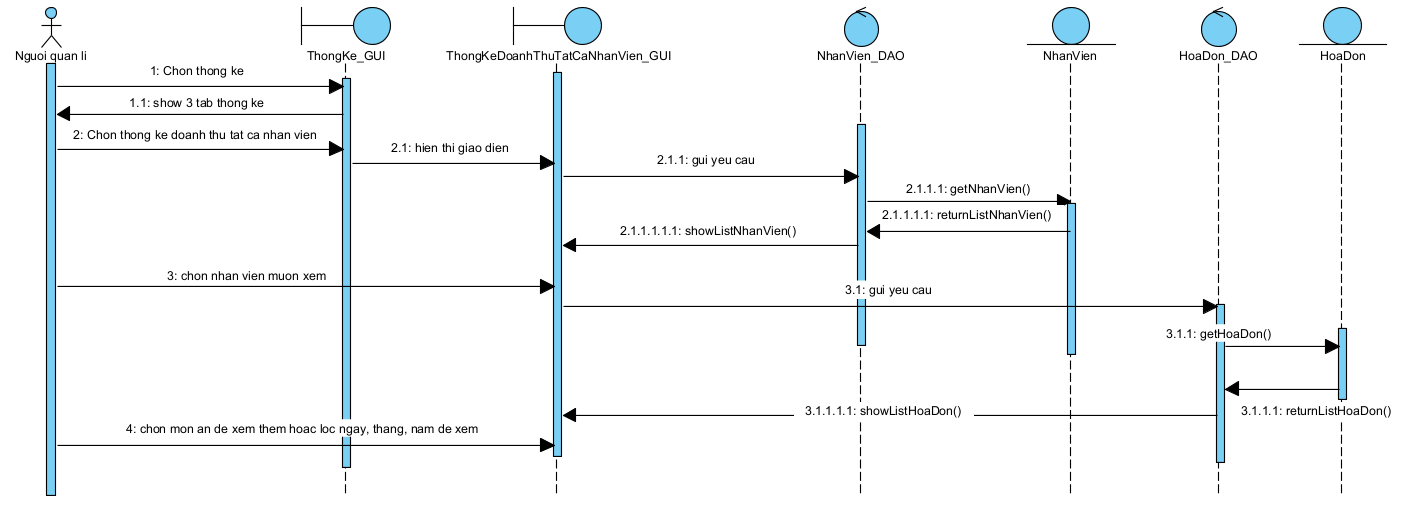 Nguoi quan li
ThongKe_GUI
ThongKeDoanhThuTatCaNhanVien_GUI
NhanVien_DAO
NhanVien
HoaDon_DAO
HoaDon
1: Chon thong ke
1.1: show 3 tab thong ke
2: Chon thong ke doanh thu tat ca nhan vien
2.1: hien thi giao dien
2.1.1: gui yeu cau
2.1.1.1: getNhanVien()
2.1.1.1.1: returnListNhanVien()
2.1.1.1.1.1: showListNhanVien()
3: chon nhan vien muon xem
3.1: gui yeu cau
3.1.1: getHoaDon()
3.1.1.1: returnListHoaDon()
3.1.1.1.1: showListHoaDon()
4: chon mon an de xem them hoac loc ngay, thang, nam de xem